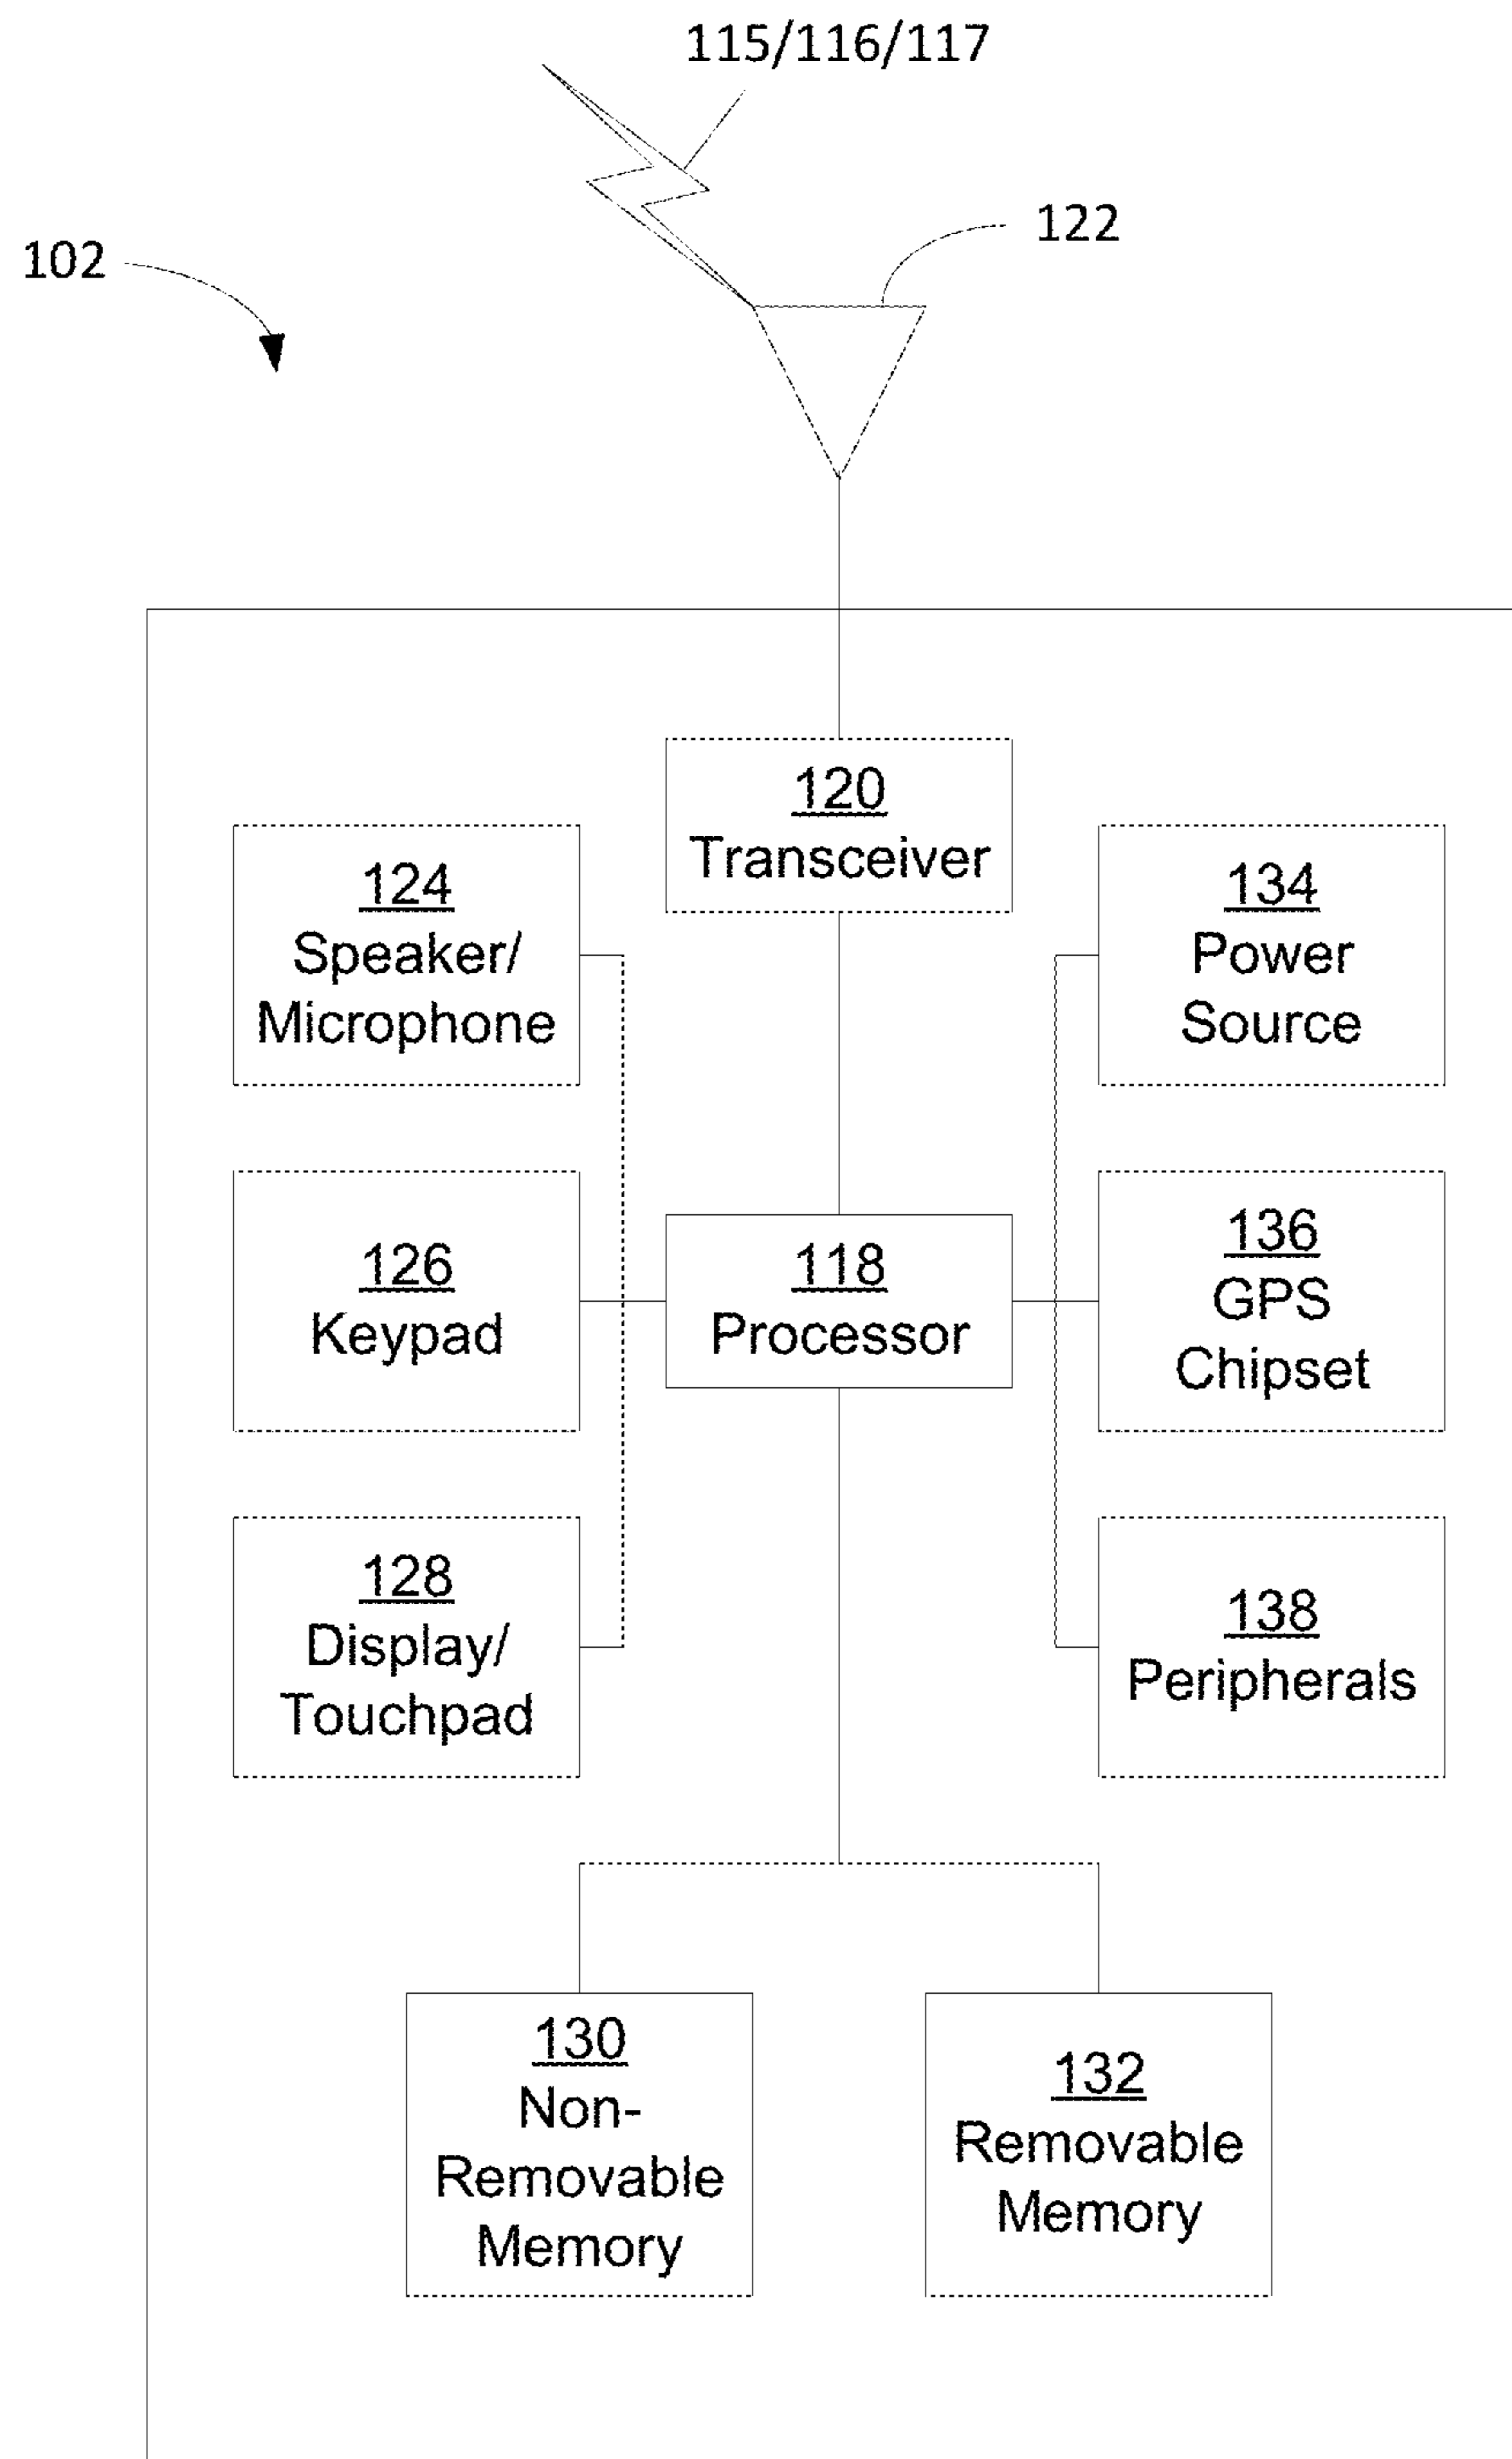 115/116/117
122
102
120
Transceiver
124
Speaker/
Microphone
134
Power
Source
126
Keypad
118
Processor
136
GPS
Chipset
128
Display/
Touchpad
138
Peripherals
130
Non-
Removable
Memory
132
Removable
Memory